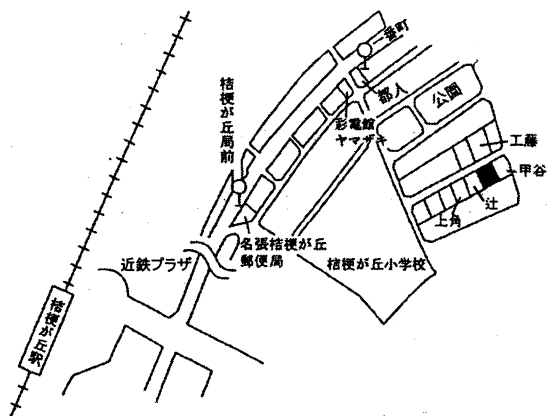 一番町
都人
公園
彩電館
ヤマザキ
桔梗が丘局前
工藤
甲谷
辻
上角
名張桔梗が丘
郵便局
桔梗が丘小学校
近鉄プラザ
桔梗が丘駅